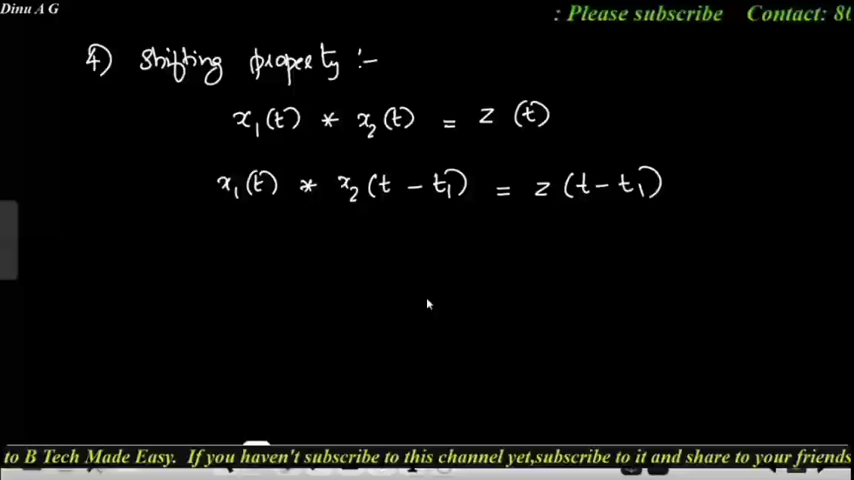 Dinu A G
: Please subscribe Contact: 80
4) Shifting property :-
x₁(t) * x₂(t) = z (t)
x₁(t) * x₂(t - t₁) = z (t - t₁)
to B Tech Made Easy. If you haven't subscribe to this channel yet,subscribe to it and share to your friends